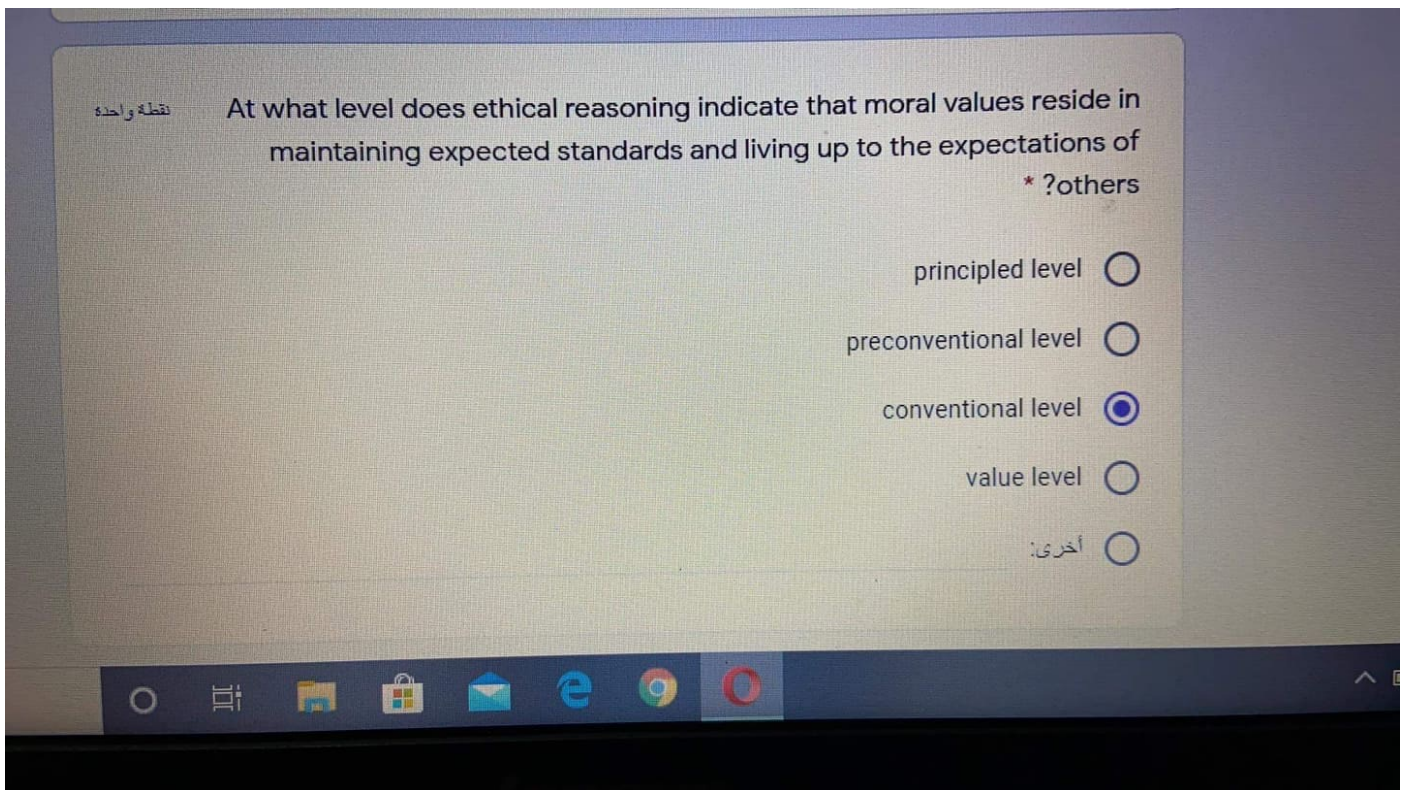 نقطة واحدة
At what level does ethical reasoning indicate that moral values reside in
maintaining expected standards and living up to the expectations of
* ?others
principled level
preconventional level
conventional level
value level
أخرى: